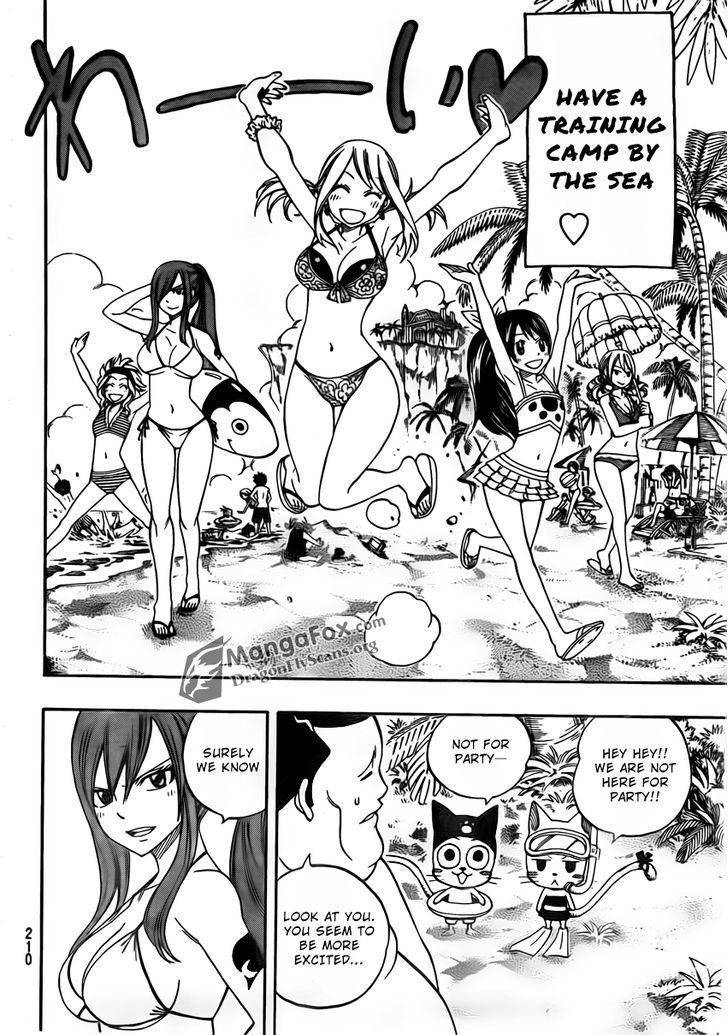 わーい♥
HAVE A
TRAINING
CAMP BY
THE SEA
♡
MangaFox.com
DragonFlyScans.org
HEY HEY!!
WE ARE NOT
HERE FOR
PARTY!!
NOT FOR
PARTY—
LOOK AT YOU.
YOU SEEM TO
BE MORE
EXCITED...
SURELY
WE KNOW
210